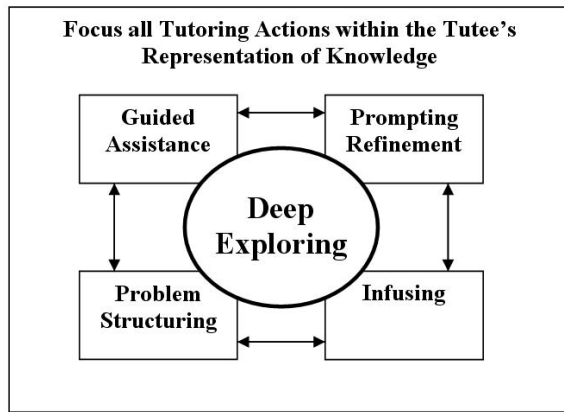 Focus all Tutoring Actions within the Tutee's
Representation of Knowledge
Guided
Assistance
Prompting
Refinement
Deep
Exploring
Problem
Structuring
Infusing